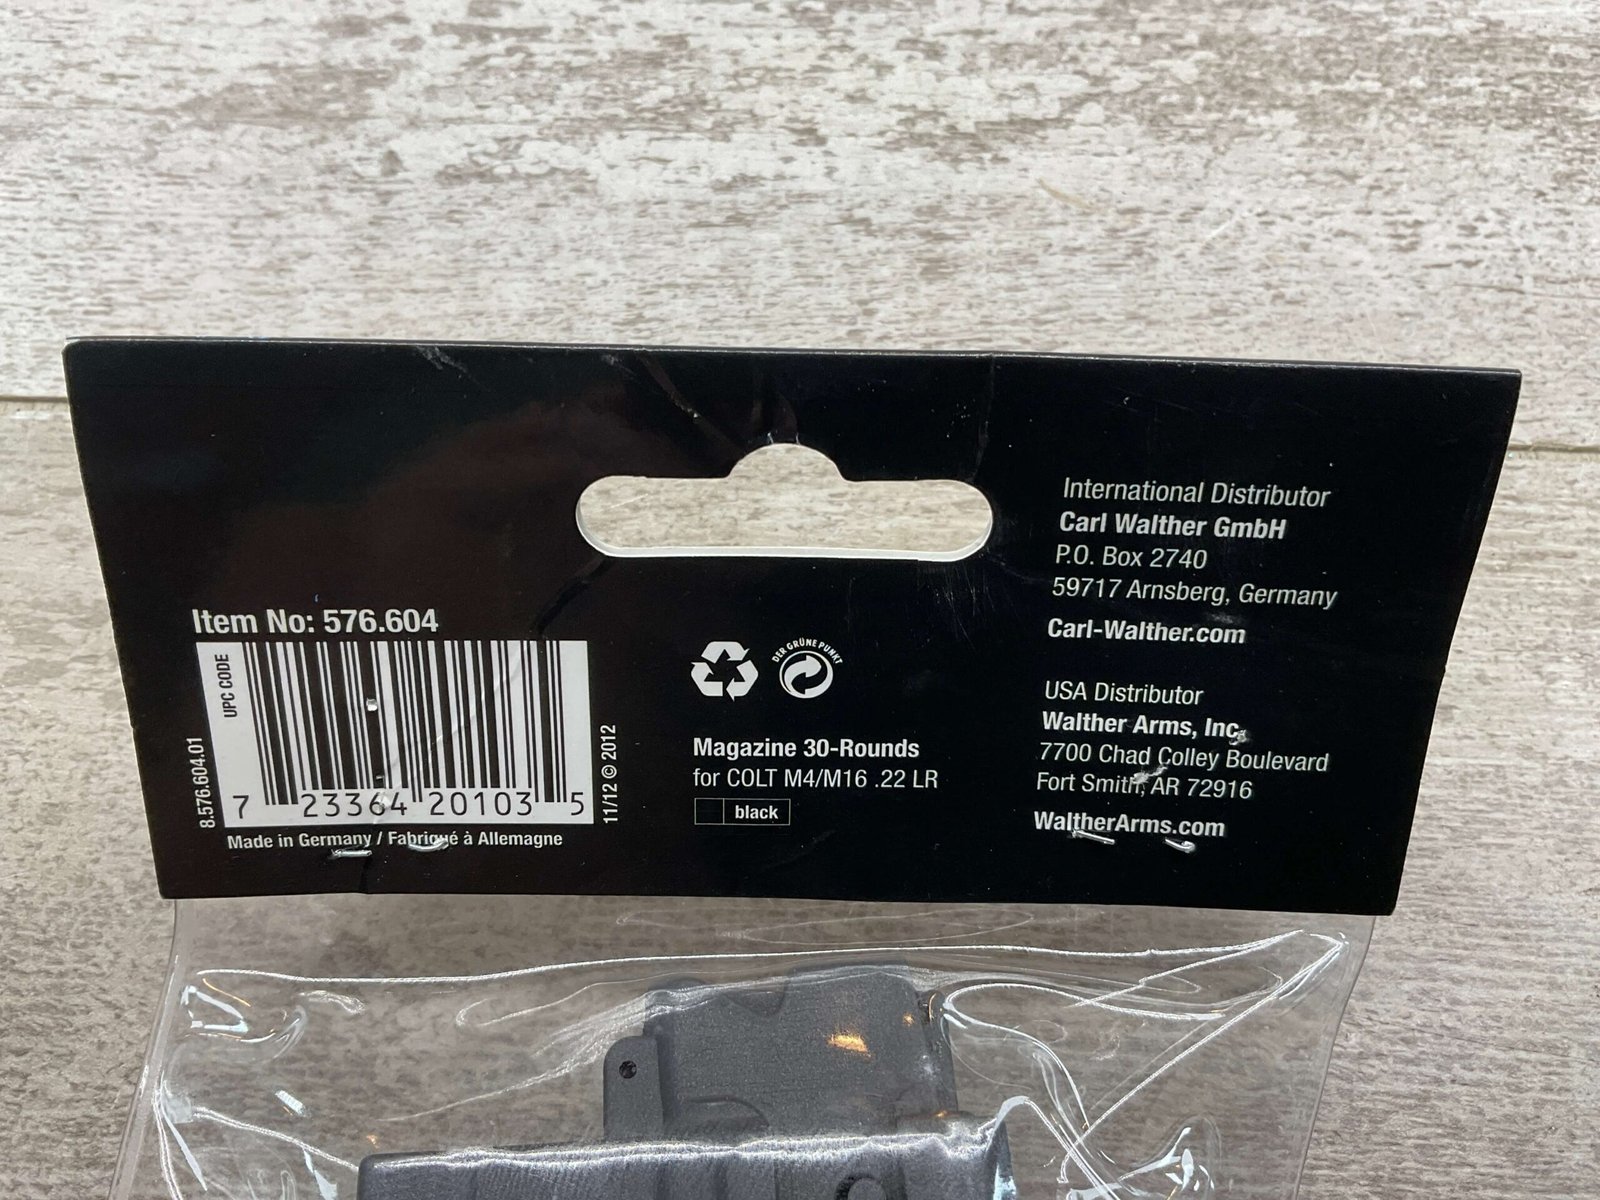 Item No: 576.604
UPC CODE
8.576.604.01
7 23364 20103 5
11/12 © 2012
Made in Germany / Fabriqué à Allemagne
DER GRÜNE PUNKT
Magazine 30-Rounds
for COLT M4/M16 .22 LR
black
International Distributor
Carl Walther GmbH
P.O. Box 2740
59717 Arnsberg, Germany
Carl-Walther.com
USA Distributor
Walther Arms, Inc.
7700 Chad Colley Boulevard
Fort Smith, AR 72916
WaltherArms.com